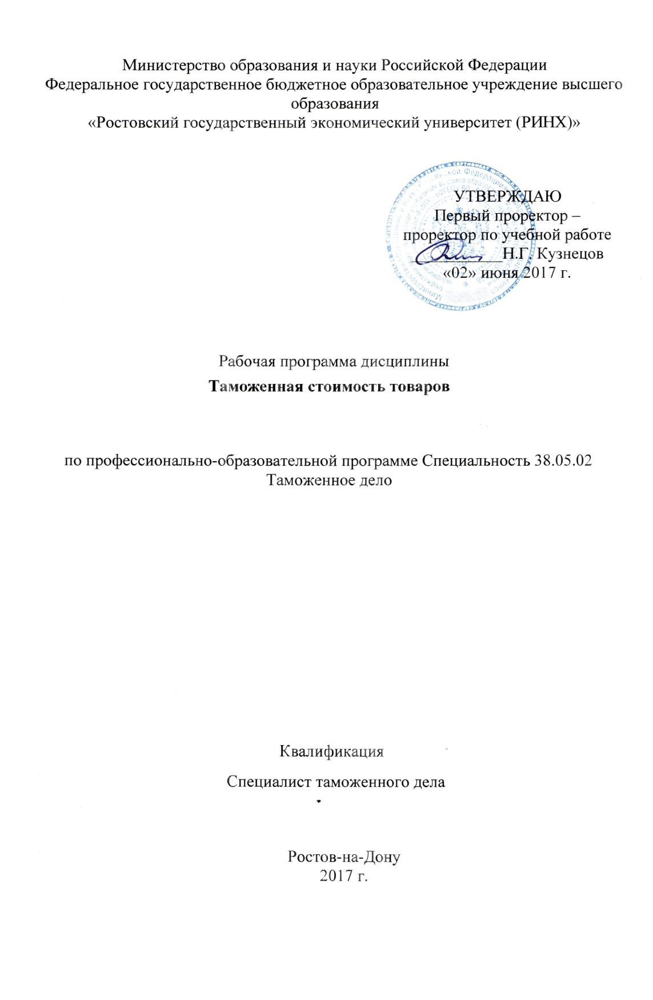 Министерство образования и науки Российской Федерации
Федеральное государственное бюджетное образовательное учреждение высшего
образования
«Ростовский государственный экономический университет (РИНХ)»
УТВЕРЖДАЮ
Первый проректор –
проректор по учебной работе
Н.Г. Кузнецов
«02» июня 2017 г.
Рабочая программа дисциплины
Таможенная стоимость товаров
по профессионально-образовательной программе Специальность 38.05.02
Таможенное дело
Квалификация
Специалист таможенного дела
Ростов-на-Дону
2017 г.